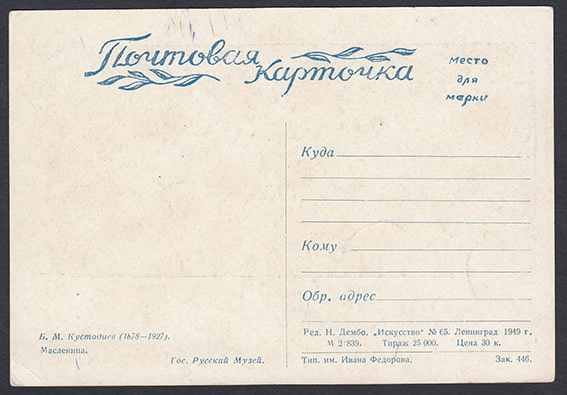 Почтовая
Карточка
Место
для
марки
Куда
Кому
Обр. адрес
Б. М. Кустодиев (1878—1927).
Масленица.
Гос. Русский Музей.
Ред. Н. Лембо. „Искусство“ № 65. Ленинград 1949 г.
М 21839. Тираж 25 000. Цена 30 к.
Тип. им. Ивана Федорова. Зак. 446.